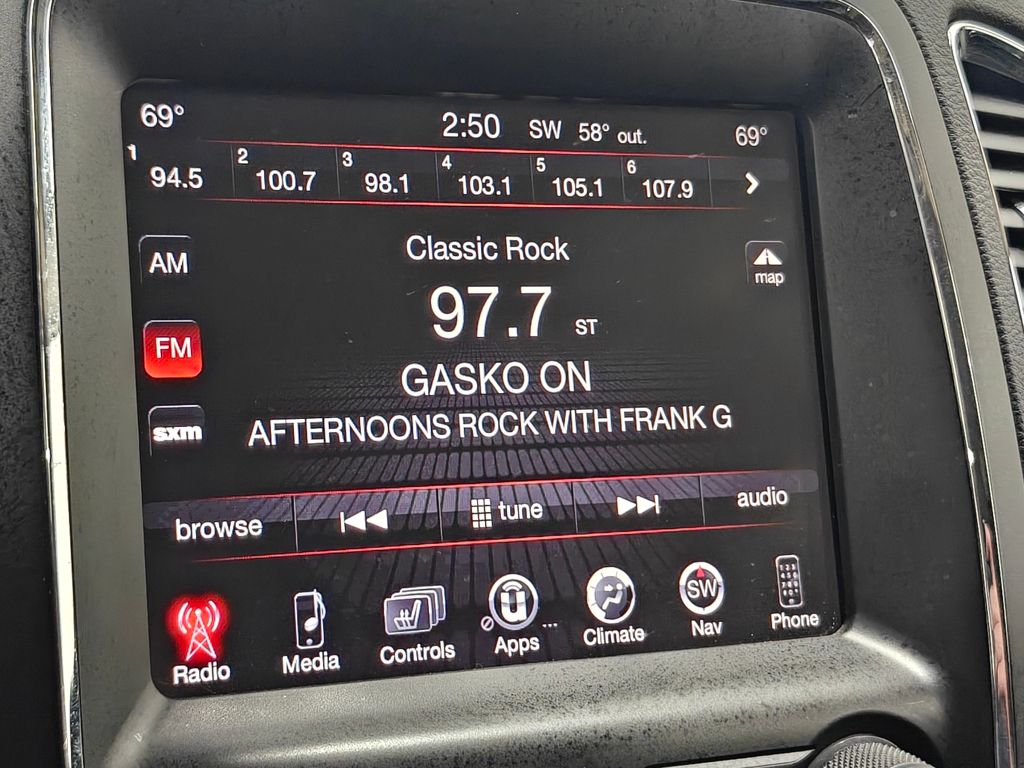 69° 2:50 SW 58° out. 69°
1 94.5 2 100.7 3 98.1 4 103.1 5 105.1 6 107.9
AM
Classic Rock
map
97.7 ST
FM
GASKO ON
sxm
AFTERNOONS ROCK WITH FRANK G
browse tune audio
SW
Radio Media Controls Apps ... Climate Nav Phone